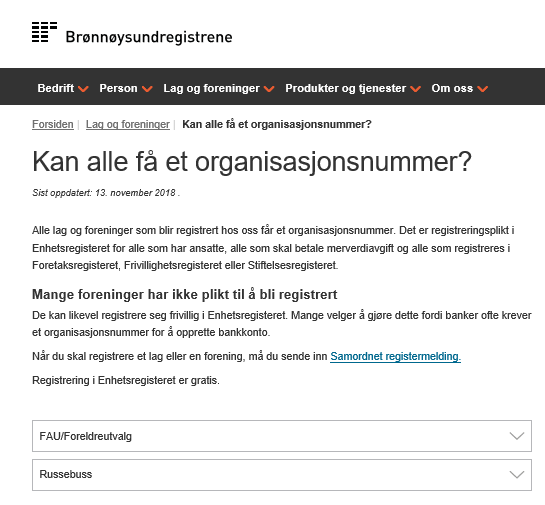 Brønnøysundregistrene
Bedrift Person Lag og foreninger Produkter og tjenester Om oss
Forsiden | Lag og foreninger | Kan alle få et organisasjonsnummer?
Kan alle få et organisasjonsnummer?
Sist oppdatert: 13. november 2018 .
Alle lag og foreninger som blir registrert hos oss får et organisasjonsnummer. Det er registreringsplikt i
Enhetsregisteret for alle som har ansatte, alle som skal betale merverdiavgift og alle som registreres i
Foretaksregisteret, Frivillighetsregisteret eller Stiftelsesregisteret.
Mange foreninger har ikke plikt til å bli registrert
De kan likevel registrere seg frivillig i Enhetsregisteret. Mange velger å gjøre dette fordi banker ofte krever
et organisasjonsnummer for å opprette bankkonto.
Når du skal registrere et lag eller en forening, må du sende inn Samordnet registermelding.
Registrering i Enhetsregisteret er gratis.
FAU/Foreldreutvalg
Russebuss